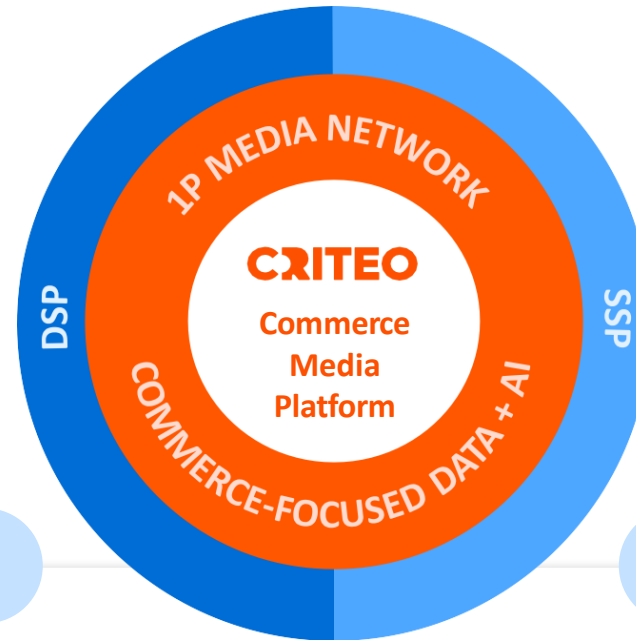 1P MEDIA NETWORK
CRITEO
Commerce
Media
Platform
DSP
SSP
COMMERCE-FOCUSED DATA + AI